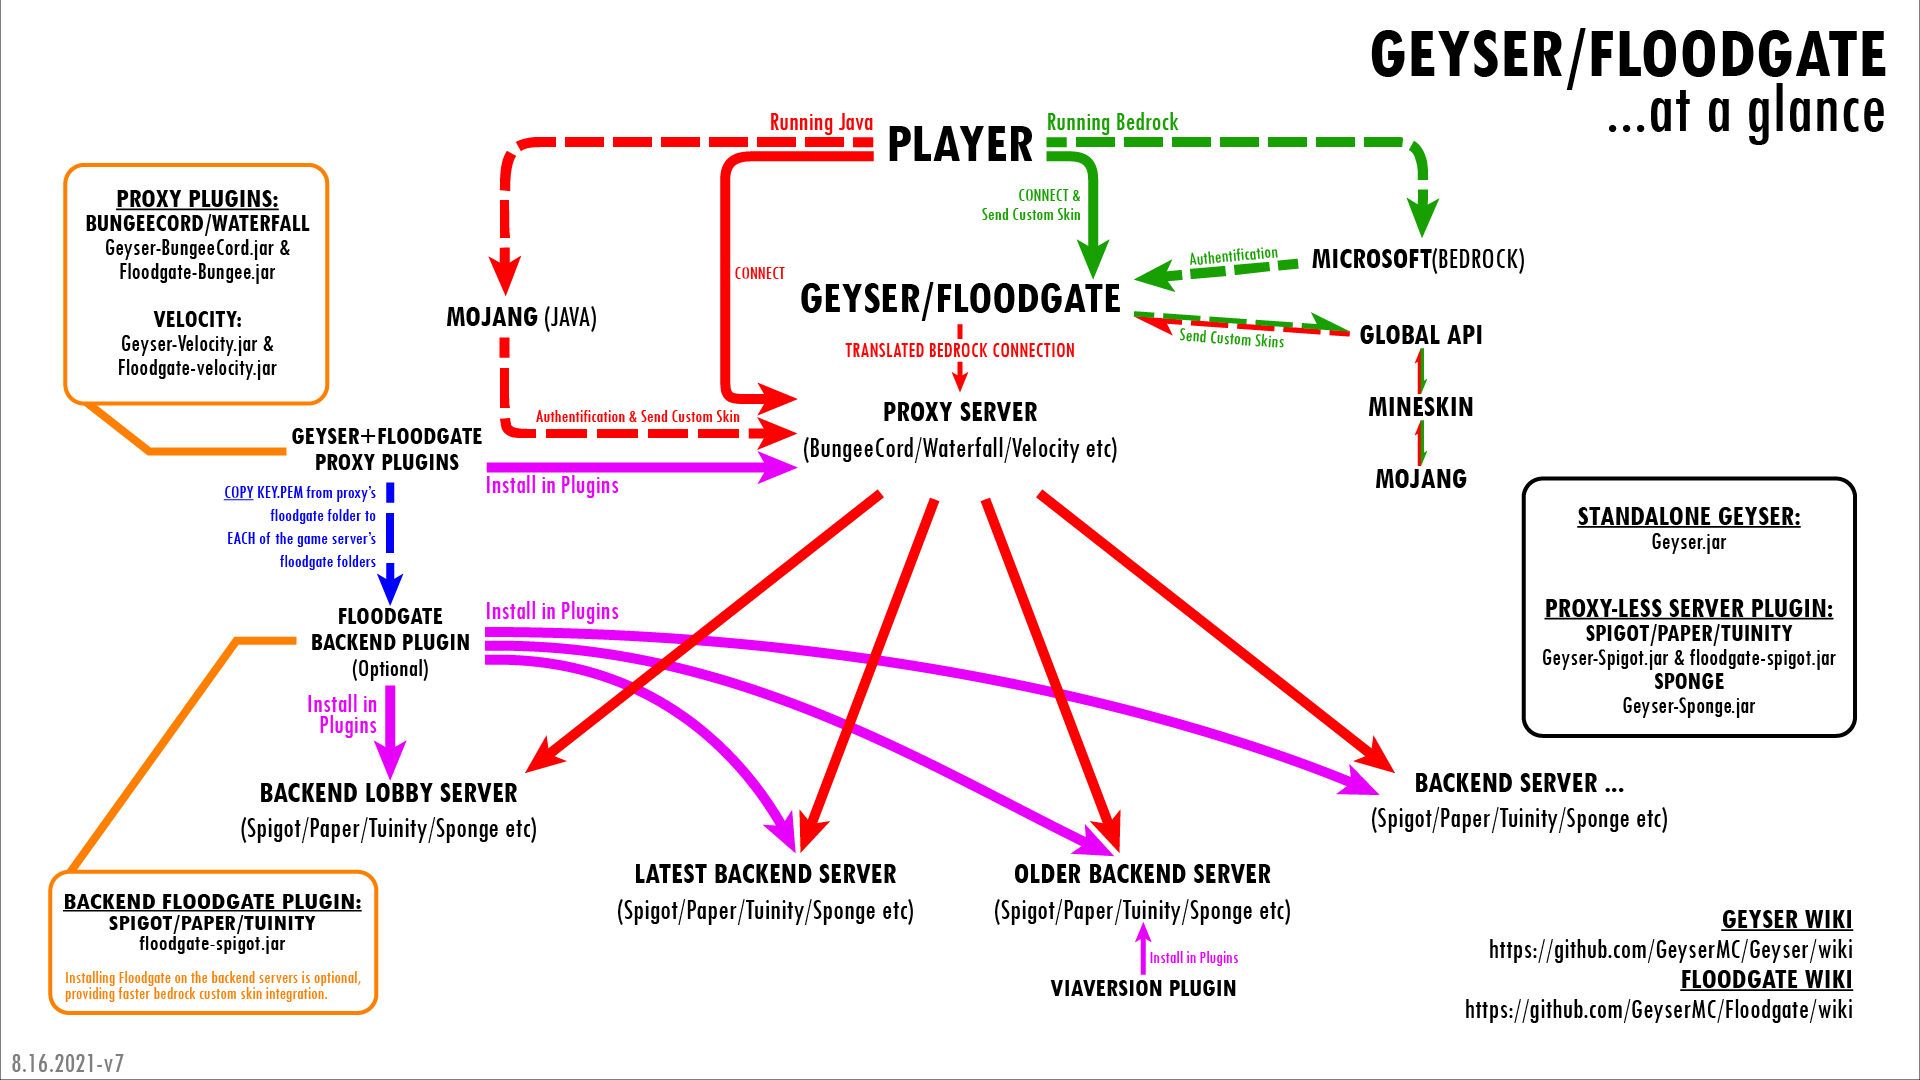 GEYSER/FLOODGATE
...at a glance
Running Java
PLAYER
Running Bedrock
CONNECT &
Send Custom Skin
PROXY PLUGINS:
BUNGEECORD/WATERFALL
Geyser-BungeeCord.jar &
Floodgate-Bungee.jar
VELOCITY:
Geyser-Velocity.jar &
Floodgate-velocity.jar
CONNECT
Authentification
MICROSOFT(BEDROCK)
GEYSER/FLOODGATE
MOJANG (JAVA)
Send Custom Skins
GLOBAL API
TRANSLATED BEDROCK CONNECTION
MINESKIN
MOJANG
Authentification & Send Custom Skin
PROXY SERVER
(BungeeCord/Waterfall/Velocity etc)
GEYSER+FLOODGATE
PROXY PLUGINS
Install in Plugins
COPY KEY.PEM from proxy's
floodgate folder to
EACH of the game server's
floodgate folders
STANDALONE GEYSER:
Geyser.jar
PROXY-LESS SERVER PLUGIN:
SPIGOT/PAPER/TUINITY
Geyser-Spigot.jar & floodgate-spigot.jar
SPONGE
Geyser-Sponge.jar
FLOODGATE
BACKEND PLUGIN
(Optional)
Install in Plugins
Install in
Plugins
BACKEND LOBBY SERVER
(Spigot/Paper/Tuinity/Sponge etc)
BACKEND SERVER ...
(Spigot/Paper/Tuinity/Sponge etc)
LATEST BACKEND SERVER
(Spigot/Paper/Tuinity/Sponge etc)
OLDER BACKEND SERVER
(Spigot/Paper/Tuinity/Sponge etc)
Install in Plugins
VIAVERSION PLUGIN
BACKEND FLOODGATE PLUGIN:
SPIGOT/PAPER/TUINITY
floodgate-spigot.jar
Installing Floodgate on the backend servers is optional,
providing faster bedrock custom skin integration.
GEYSER WIKI
https://github.com/GeyserMC/Geyser/wiki
FLOODGATE WIKI
https://github.com/GeyserMC/Floodgate/wiki
8.16.2021-v7